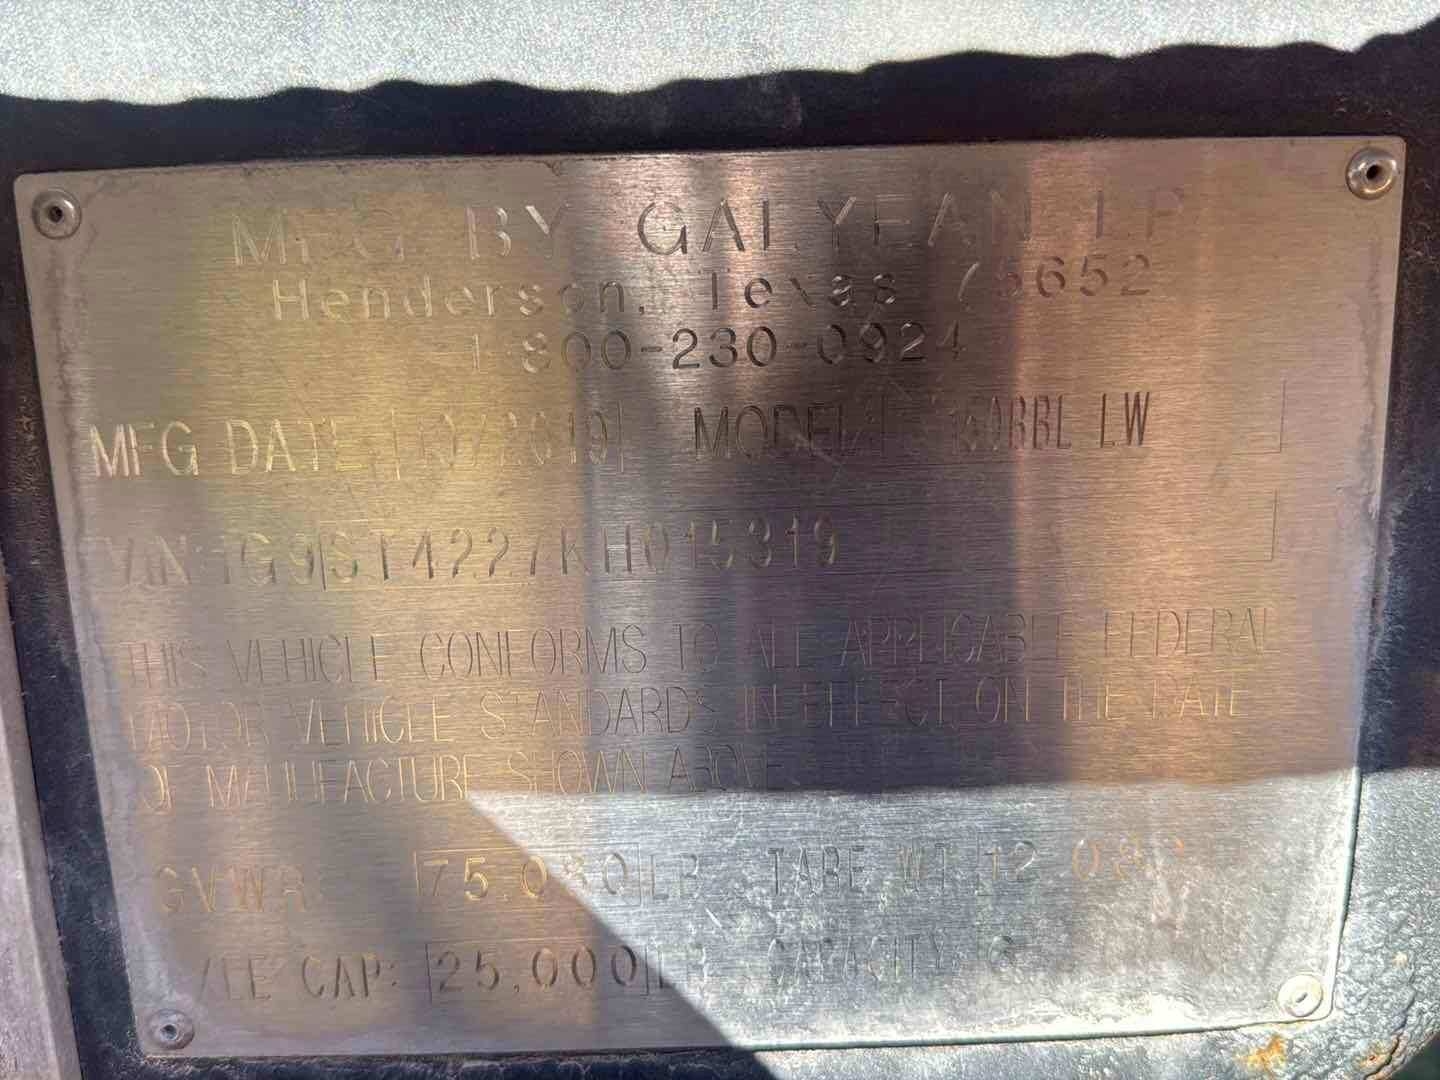 MFG BY GALYEAN LP
Henderson, Texas 75652
1-800-230-0924
MFG DATE 10/2019 MODEL 150BBL LW
VIN: 1G9ST4227KH015319
THIS VEHICLE CONFORMS TO ALL APPLICABLE FEDERAL
MOTOR VEHICLE STANDARDS IN EFFECT ON THE DATE
OF MANUFACTURE SHOWN ABOVE.
GVWR: LB TARE WT
CAP: 25,000 LB CAPACITY